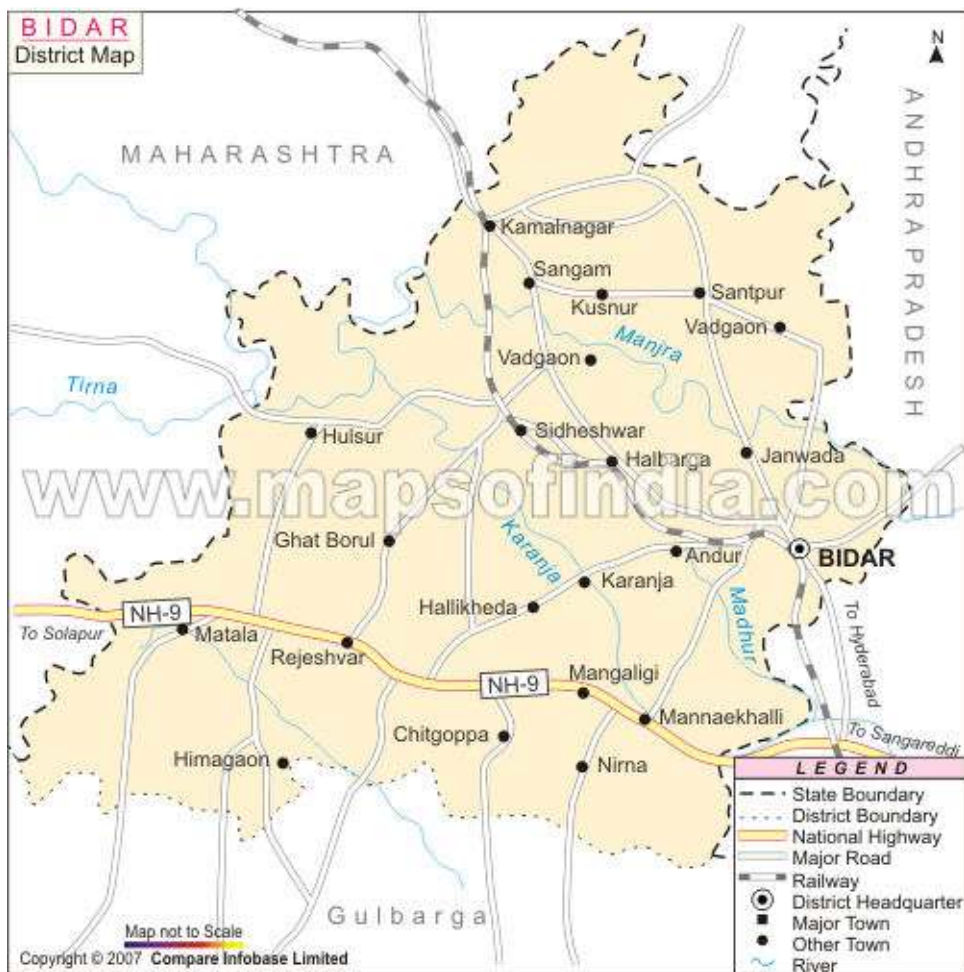 BIDAR
District Map
N
MAHARASHTRA
ANDHRA PRADESH
Kamalnagar
Sangam
Kusnur
Santpur
Vadgaon
Manjra
Vadgaon
Tirna
Hulsur
Sidheshwar
Halbarga
Janwada
www.mapsofindia.com
Ghat Borul
Karanja
Andur
BIDAR
Karanja
Hallikheda
Madhur
To Hyderabad
NH-9
To Solapur
Matala
Rejeshvar
NH-9
Mangaligi
Mannaekhalli
Chitgoppa
To Sangareddi
Himagaon
Nirna
LEGEND
State Boundary
District Boundary
National Highway
Major Road
Railway
District Headquarter
Major Town
Other Town
River
Gulbarga
Map not to Scale
Copyright © 2007 Compare Infobase Limited